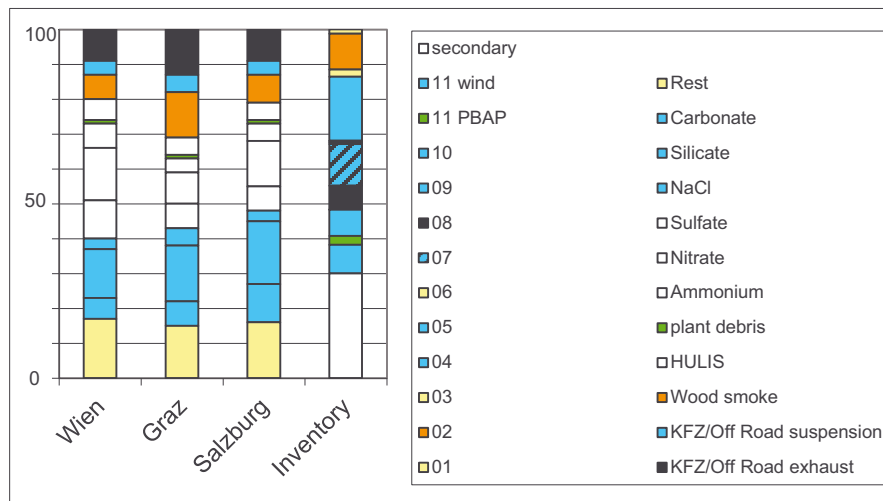 100
50
0
Wien
Graz
Salzburg
Inventory
secondary
11 wind
11 PBAP
10
09
08
07
06
05
04
03
02
01
Rest
Carbonate
Silicate
NaCl
Sulfate
Nitrate
Ammonium
plant debris
HULIS
Wood smoke
KFZ/Off Road suspension
KFZ/Off Road exhaust